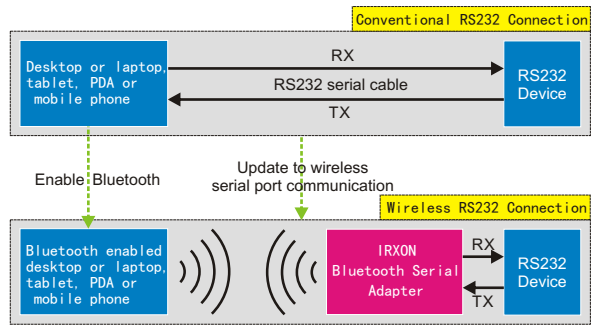 Conventional RS232 Connection
Desktop or laptop,
tablet, PDA or
mobile phone
RX
RS232 serial cable
TX
RS232
Device
Enable Bluetooth
Update to wireless
serial port communication
Wireless RS232 Connection
Bluetooth enabled
desktop or laptop,
tablet, PDA or
mobile phone
IRXON
Bluetooth Serial
Adapter
RX
TX
RS232
Device